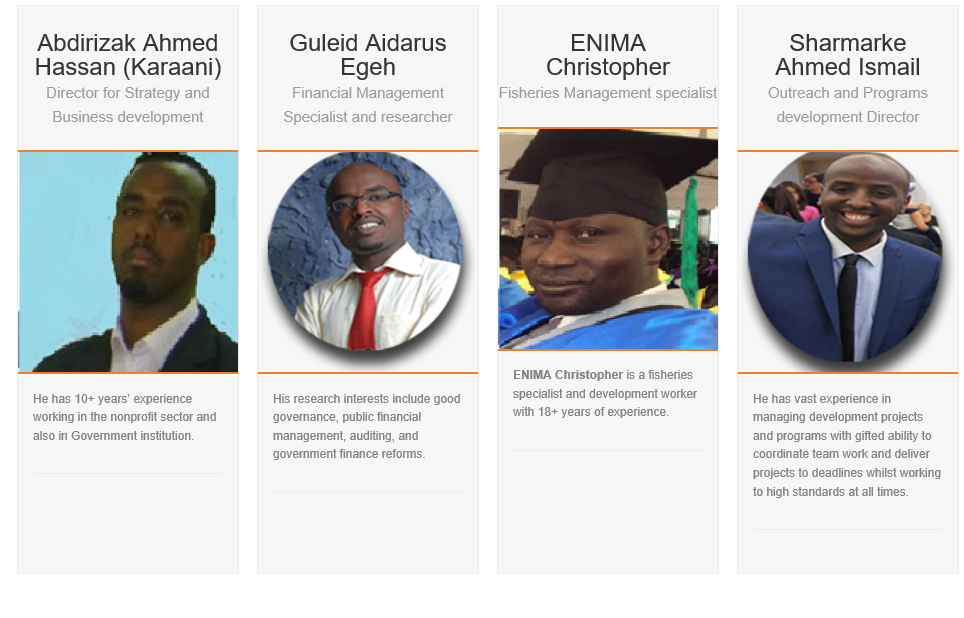 Abdirizak Ahmed
Hassan (Karaani)
Director for Strategy and
Business development
He has 10+ years’ experience
working in the nonprofit sector and
also in Government institution.
Guleid Aidarus
Egeh
Financial Management
Specialist and researcher
His research interests include good
governance, public financial
management, auditing, and
government finance reforms.
ENIMA
Christopher
Fisheries Management specialist
ENIMA Christopher is a fisheries
specialist and development worker
with 18+ years of experience.
Sharmarke
Ahmed Ismail
Outreach and Programs
development Director
He has vast experience in
managing development projects
and programs with gifted ability to
coordinate team work and deliver
projects to deadlines whilst working
to high standards at all times.